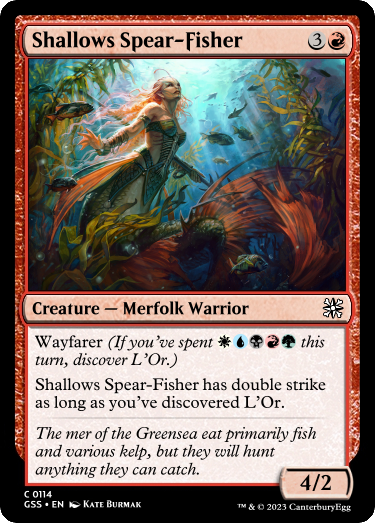 Shallows Spear-Fisher 3
Creature — Merfolk Warrior
Wayfarer (If you've spent this
turn, discover L'Or.)
Shallows Spear-Fisher has double strike
as long as you've discovered L'Or.
The mer of the Greensea eat primarily fish
and various kelp, but they will hunt
anything they can catch.
4/2
C 0114
GSS • EN Kate Burmak
™ & © 2023 CanterburyEgg